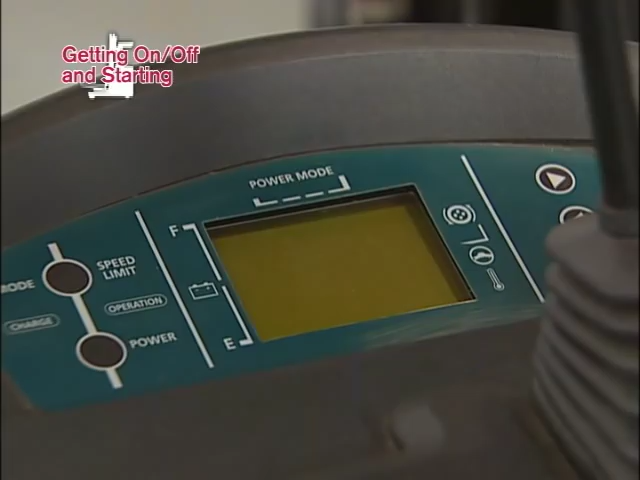 Getting On/Off
and Starting
POWER MODE
F
SPEED
LIMIT
OPERATION
CHARGE
POWER
E